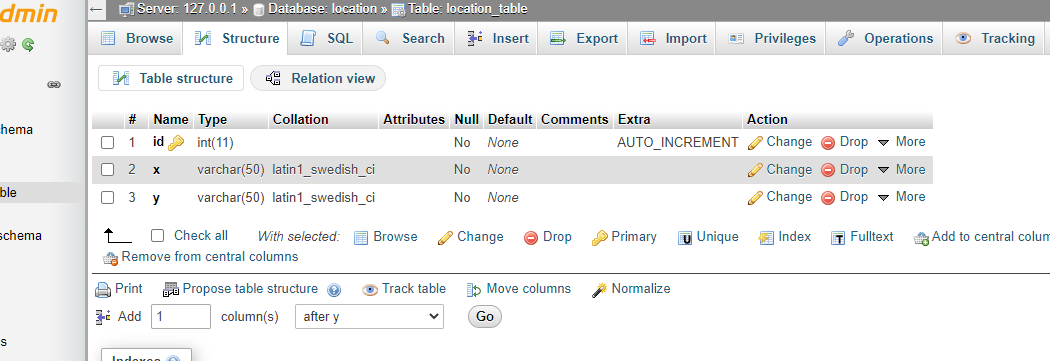 dmin
Server: 127.0.0.1 » Database: location » Table: location_table
Browse Structure SQL Search Insert Export Import Privileges Operations Tracking
Table structure Relation view
# Name Type Collation Attributes Null Default Comments Extra Action
1 id int(11) No None AUTO_INCREMENT Change Drop More
2 x varchar(50) latin1_swedish_ci No None Change Drop More
3 y varchar(50) latin1_swedish_ci No None Change Drop More
chema
ble
schema
s
Check all With selected: Browse Change Drop Primary Unique Index Fulltext Add to central colum
Remove from central columns
Print Propose table structure Track table Move columns Normalize
Add 1 column(s) after y Go
Indexes